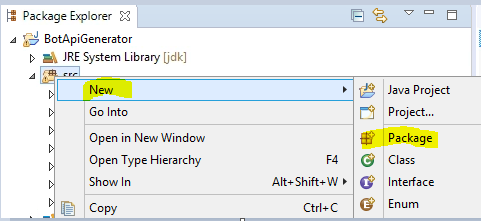 Package Explorer
BotApiGenerator
JRE System Library [jdk]
src
New
Go Into
Open in New Window
Open Type Hierarchy F4
Show In Alt+Shift+W
Copy Ctrl+C
Java Project
Project...
Package
Class
Interface
Enum